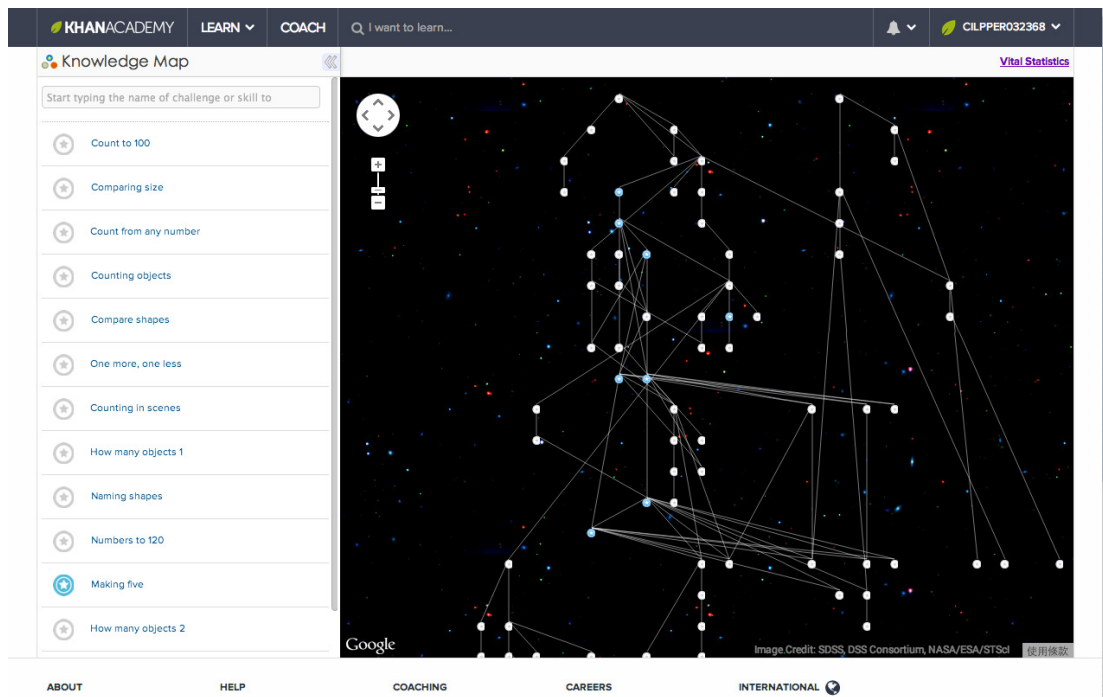 KHANACADEMY LEARN COACH I want to learn... CILPPER032368
Knowledge Map
Vital Statistics
Start typing the name of challenge or skill to
Count to 100
Comparing size
Count from any number
Counting objects
Compare shapes
One more, one less
Counting in scenes
How many objects 1
Naming shapes
Numbers to 120
Making five
How many objects 2
Google
Image Credit: SDSS, DSS Consortium, NASA/ESA/STScI 使用條款
ABOUT HELP COACHING CAREERS INTERNATIONAL